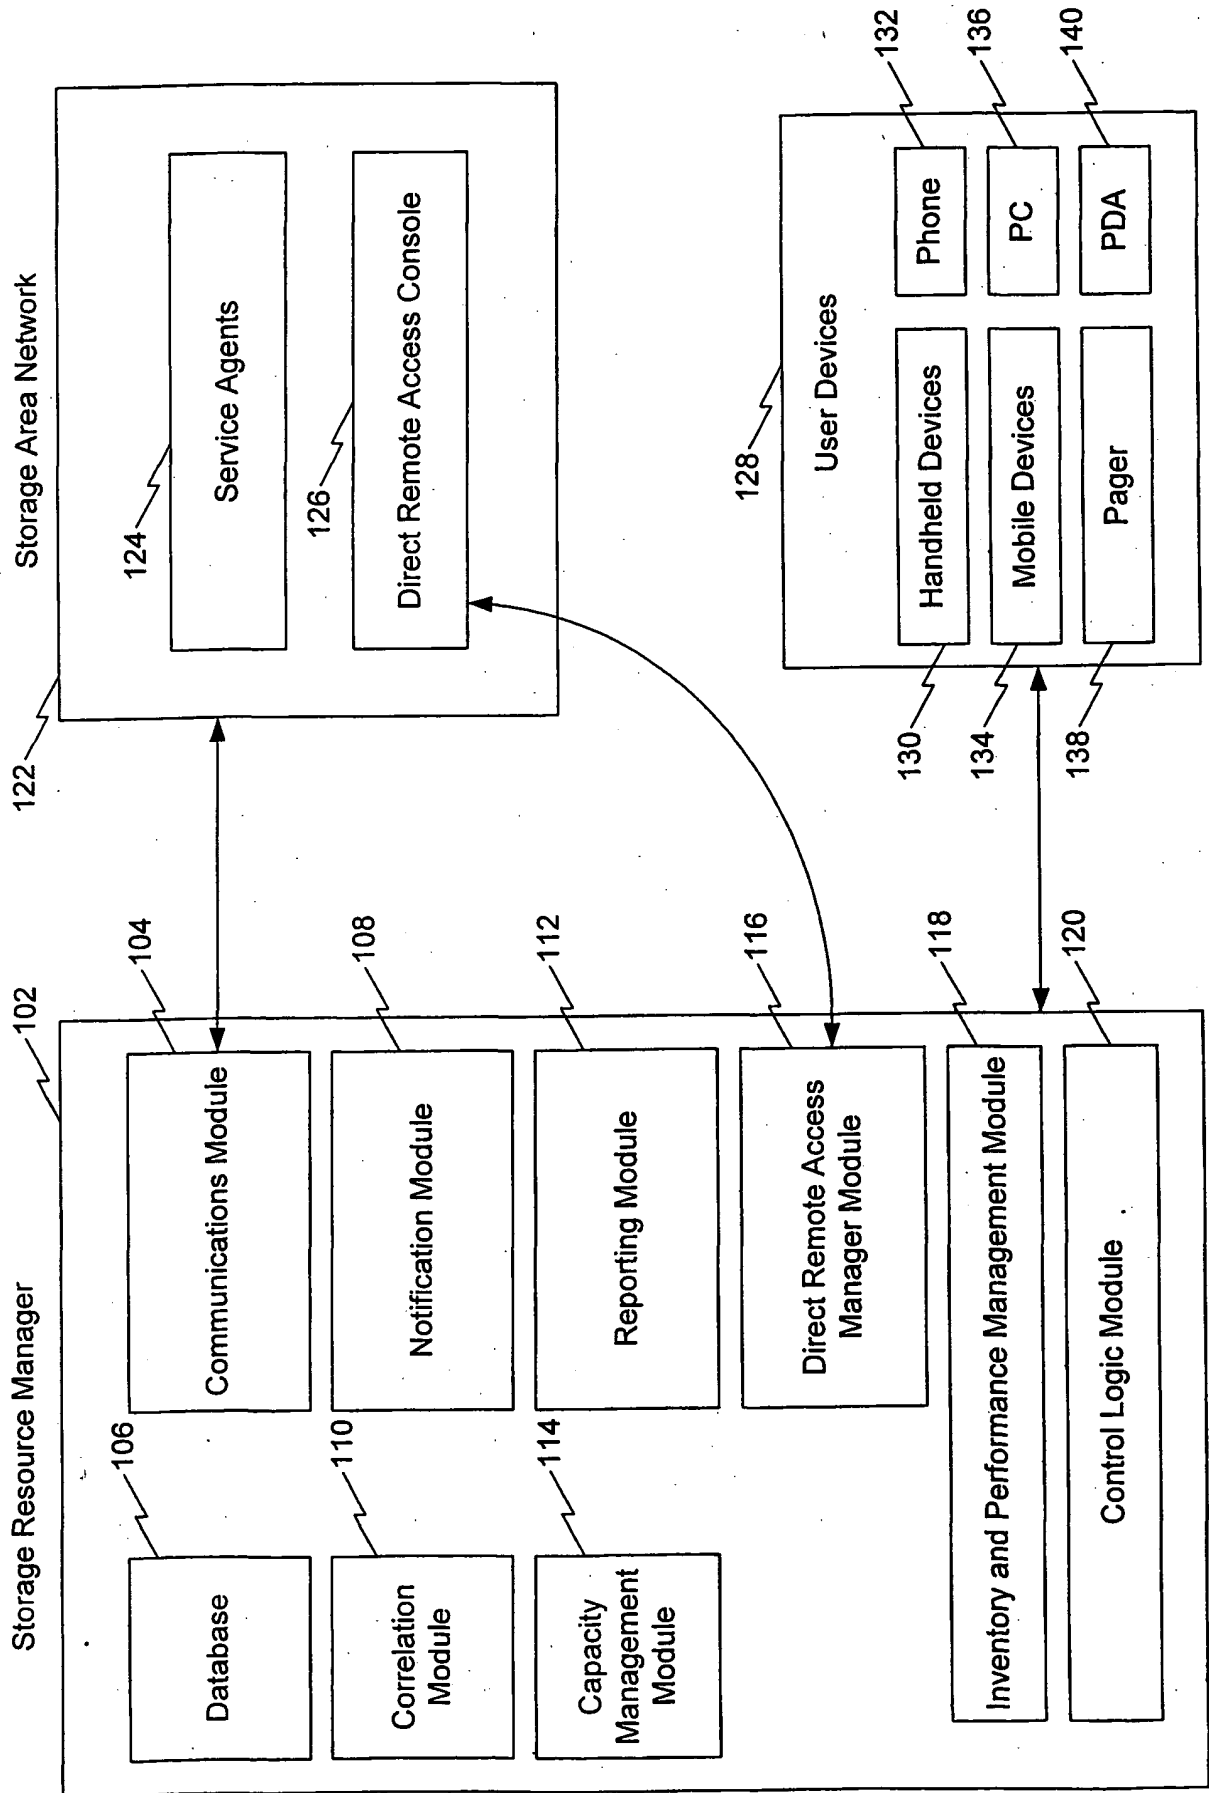 Storage Resource Manager
102
Database
106
Communications Module
104
Correlation
Module
110
Notification Module
108
Capacity
Management
Module
114
Reporting Module
112
Direct Remote Access
Manager Module
116
Inventory and Performance Management Module
118
Control Logic Module
120
Storage Area Network
122
Service Agents
124
Direct Remote Access Console
126
User Devices
128
Handheld Devices
130
Phone
132
Mobile Devices
134
PC
136
Pager
138
PDA
140